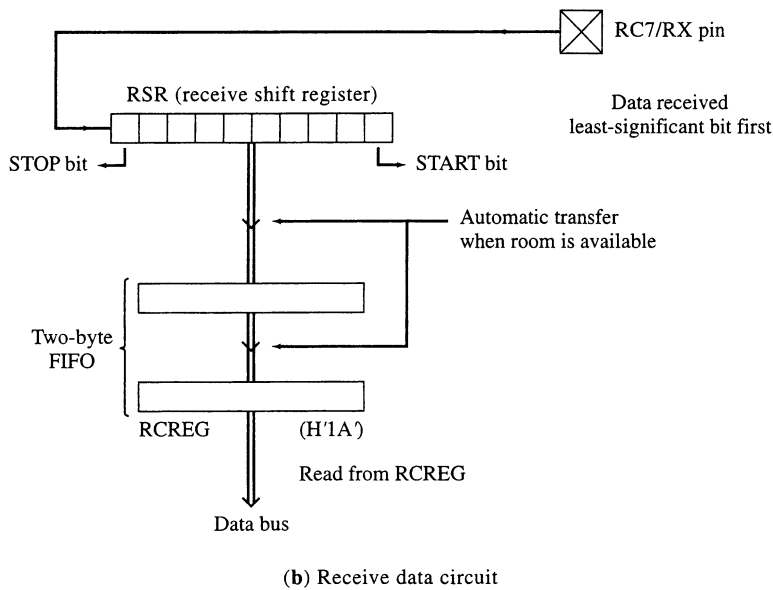 RC7/RX pin
RSR (receive shift register)
Data received
least-significant bit first
STOP bit
START bit
Automatic transfer
when room is available
Two-byte
FIFO
RCREG
(H′1A′)
Read from RCREG
Data bus
(b) Receive data circuit